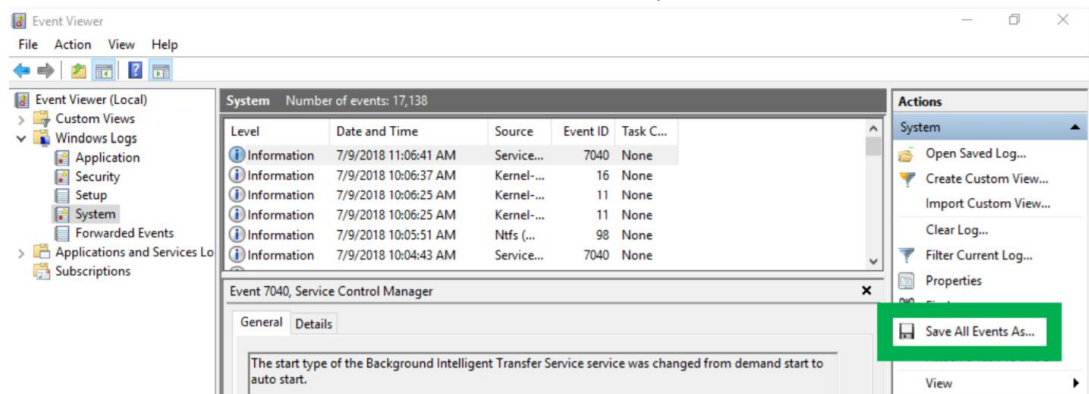 Event Viewer
File Action View Help
Event Viewer (Local)
Custom Views
Windows Logs
Application
Security
Setup
System
Forwarded Events
Applications and Services Lo
Subscriptions
System Number of events: 17,138
Level Date and Time Source Event ID Task C...
Information 7/9/2018 11:06:41 AM Service... 7040 None
Information 7/9/2018 10:06:37 AM Kernel-... 16 None
Information 7/9/2018 10:06:25 AM Kernel-... 11 None
Information 7/9/2018 10:06:25 AM Kernel-... 11 None
Information 7/9/2018 10:05:51 AM Ntfs (... 98 None
Information 7/9/2018 10:04:43 AM Service... 7040 None
Event 7040, Service Control Manager
General Details
The start type of the Background Intelligent Transfer Service service was changed from demand start to
auto start.
Actions
System
Open Saved Log...
Create Custom View...
Import Custom View...
Clear Log...
Filter Current Log...
Properties
Save All Events As...
View